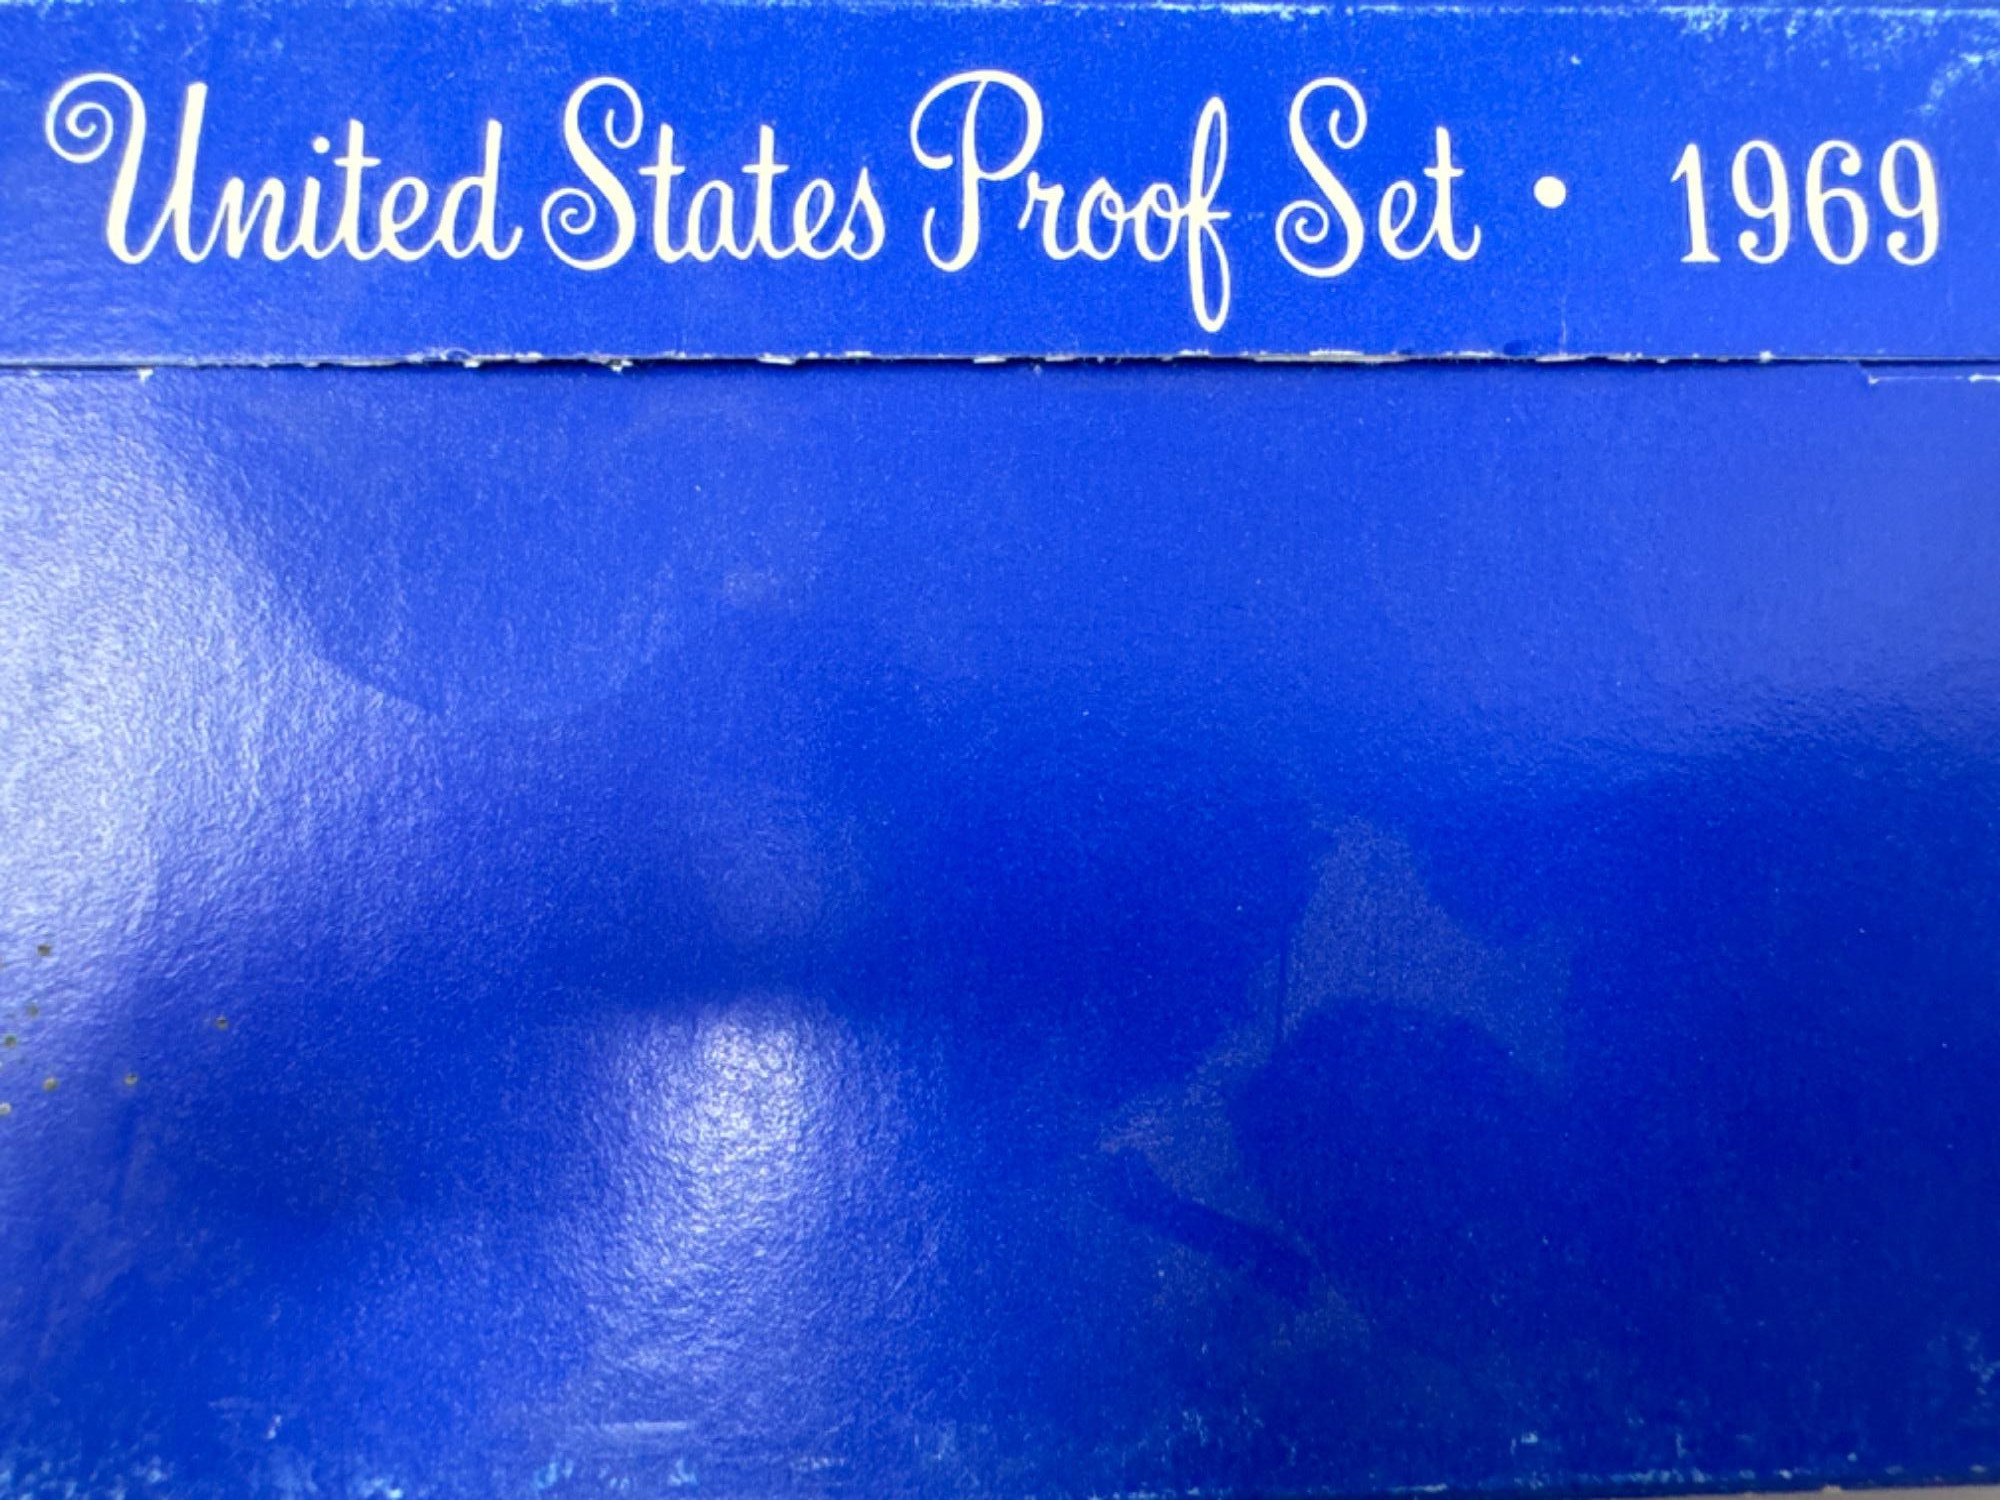 United States Proof Set • 1969